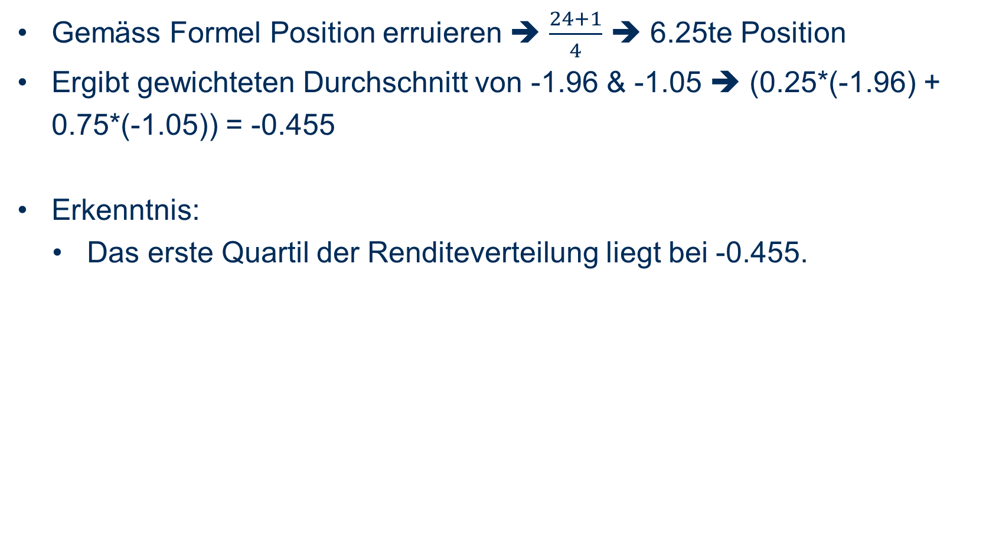 • Gemäss Formel Position erruieren ➔ 24+1/4 ➔ 6.25te Position
• Ergibt gewichteten Durchschnitt von -1.96 & -1.05 ➔ (0.25*(-1.96) +
0.75*(-1.05)) = -0.455
• Erkenntnis:
• Das erste Quartil der Renditeverteilung liegt bei -0.455.